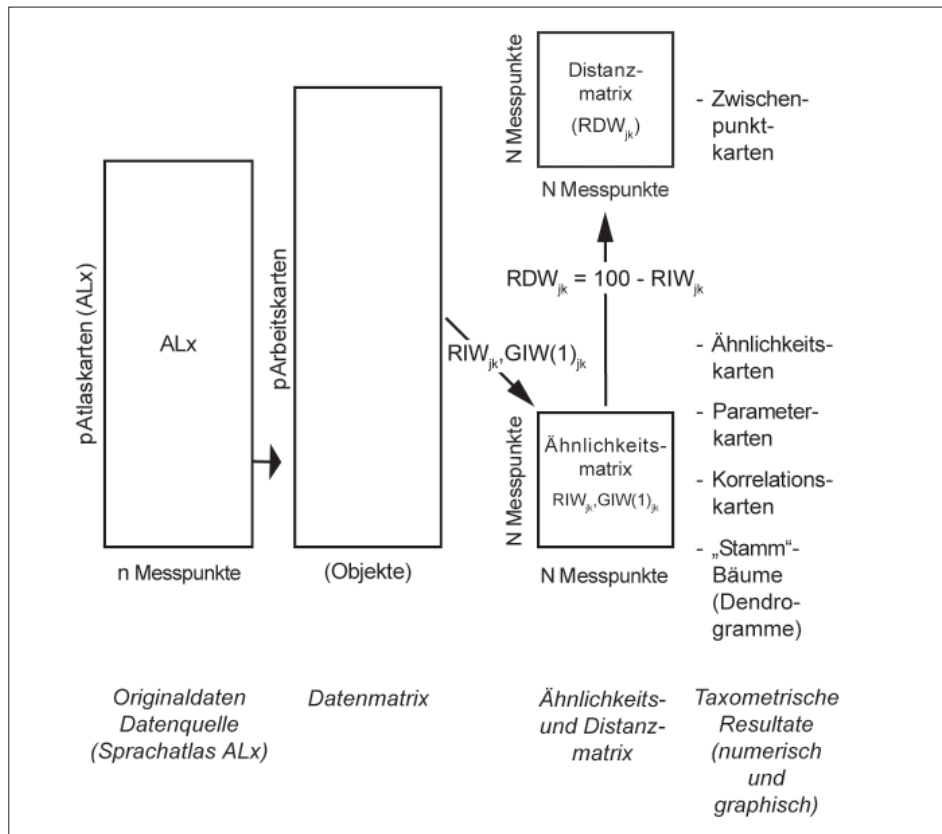 N Messpunkte
Distanz-
matrix
(RDW_jk)
N Messpunkte
- Zwischen-
punkt-
karten
RDW_jk = 100 - RIW_jk
pAtlaskarten (ALx)
ALx
n Messpunkte
pArbeitskarten
(Objekte)
RIW_jk,GIW(1)_jk
N Messpunkte
Ähnlichkeits-
matrix
RIW_jk,GIW(1)_jk
N Messpunkte
- Ähnlichkeits-
karten
- Parameter-
karten
- Korrelations-
karten
- „Stamm“-
Bäume
(Dendro-
gramme)
Originaldaten
Datenquelle
(Sprachatlas ALx)
Datenmatrix
Ähnlichkeits-
und Distanz-
matrix
Taxometrische
Resultate
(numerisch
und
graphisch)